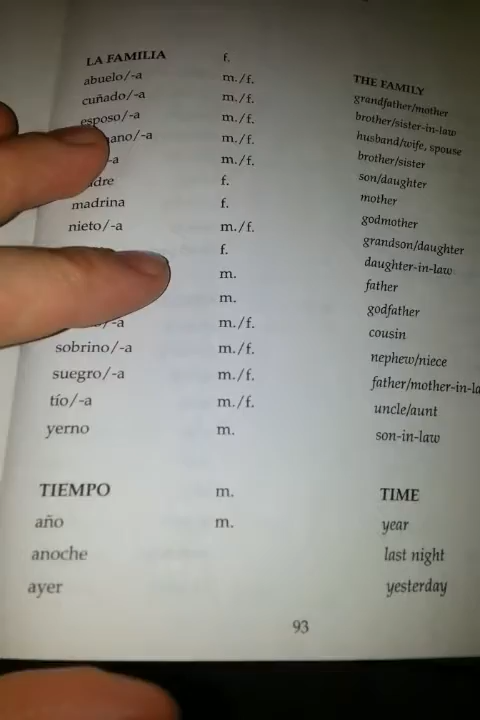 LA FAMILIA f. THE FAMILY
abuelo/-a m./f. grandfather/mother
cuñado/-a m./f. brother/sister-in-law
esposo/-a m./f. husband/wife, spouse
ano/-a m./f. brother/sister
-a m./f. son/daughter
dre f. mother
madrina f. godmother
nieto/-a m./f. grandson/daughter
f. daughter-in-law
m. father
m. godfather
/-a m./f. cousin
sobrino/-a m./f. nephew/niece
suegro/-a m./f. father/mother-in-la
tío/-a m./f. uncle/aunt
yerno m. son-in-law
TIEMPO m. TIME
año m. year
anoche last night
ayer yesterday
93